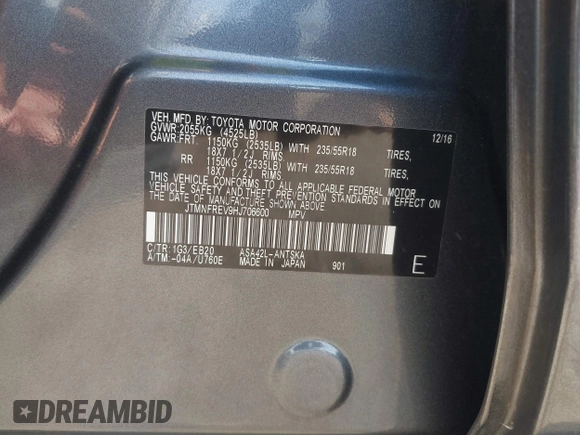 VEH. MFD. BY: TOYOTA MOTOR CORPORATION 12/16
GVWR: 2055KG (4525LB)
GAWR: FRT. 1150KG (2535LB) WITH 235/55R18 TIRES,
18X7 1/2J RIMS
RR 1150KG (2535LB) WITH 235/55R18 TIRES,
18X7 1/2J RIMS.
THIS VEHICLE CONFORMS TO ALL APPLICABLE FEDERAL MOTOR
VEHICLE SAFETY AND THEFT PREVENTION STANDARDS IN EFFECT ON
THE DATE OF MANUFACTURE SHOWN ABOVE.
JTMNFREV9HJ706600 MPV
C/TR: 1G3/EB20 ASA42L-ANTSKA
A/TM: -04A/U760E MADE IN JAPAN 901 E
DREAMBID